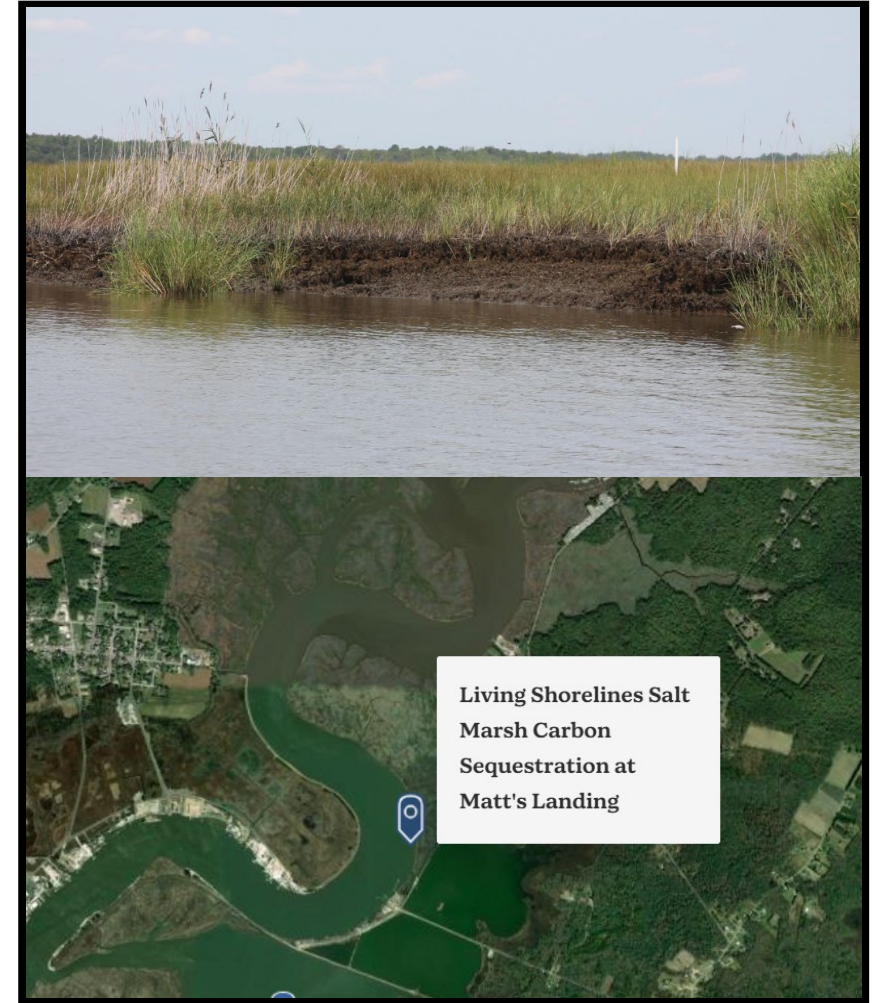 Living Shorelines Salt
Marsh Carbon
Sequestration at
Matt's Landing